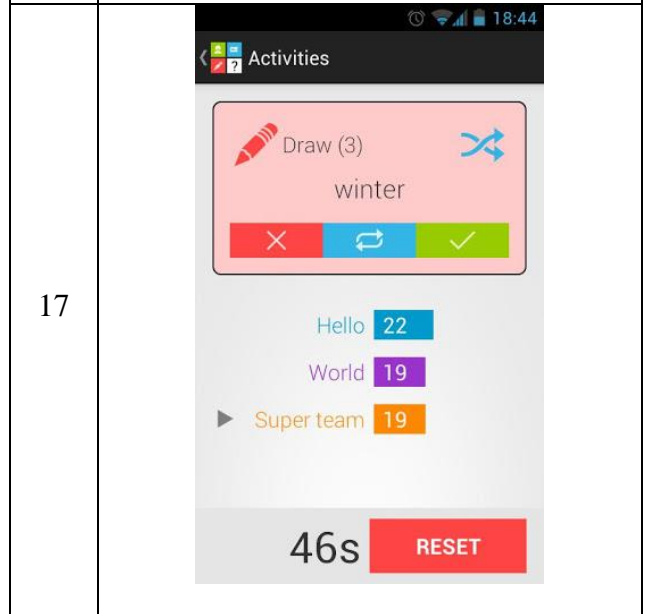 18:44
? Activities
Draw (3)
winter
17
Hello 22
World 19
Super team 19
46s RESET